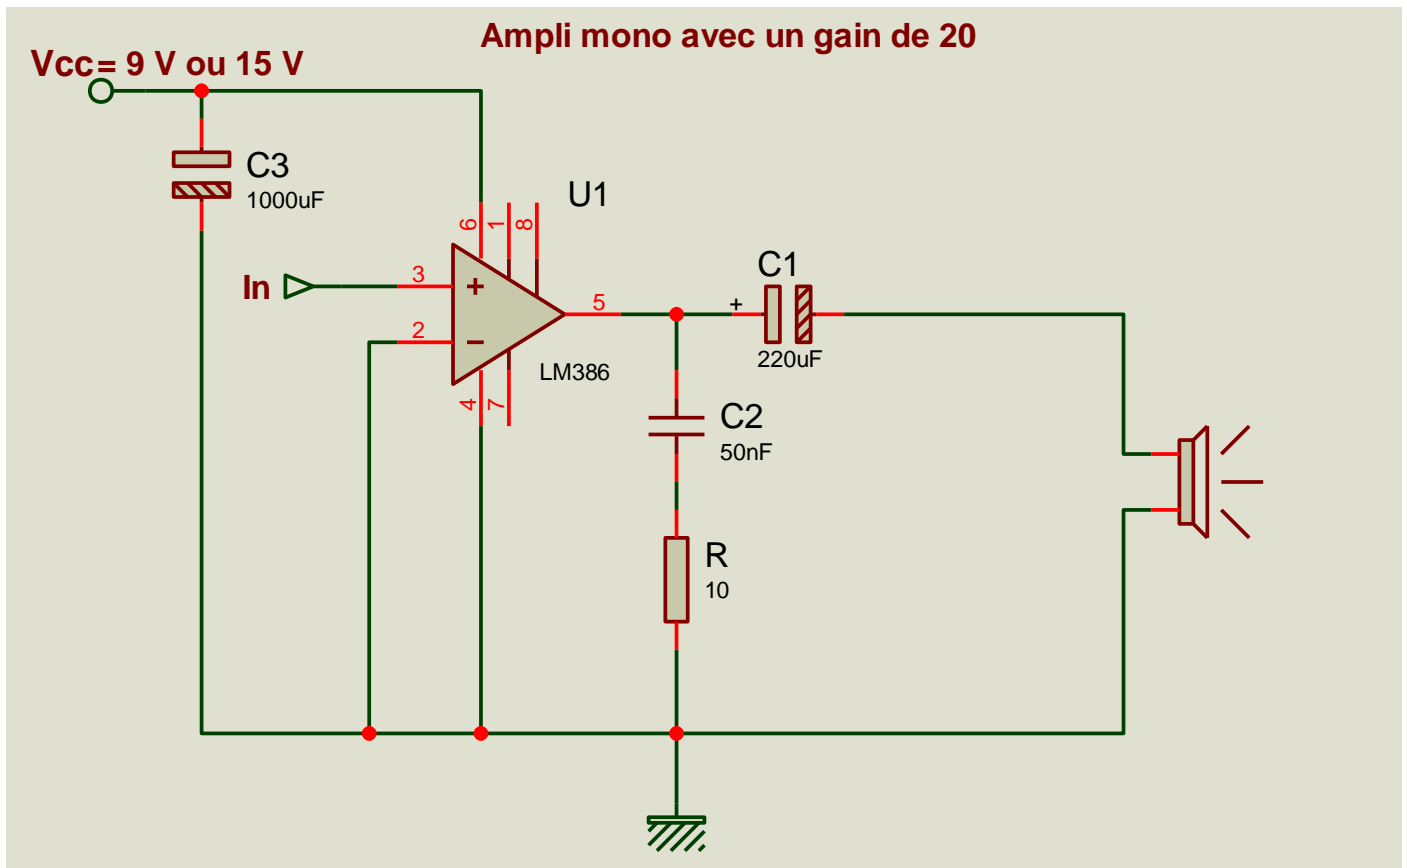 Ampli mono avec un gain de 20
Vcc= 9 V ou 15 V
C3
1000uF
U1
6
1
8
In
3
+
5
2
−
LM386
4
7
C1
+
220uF
C2
50nF
R
10